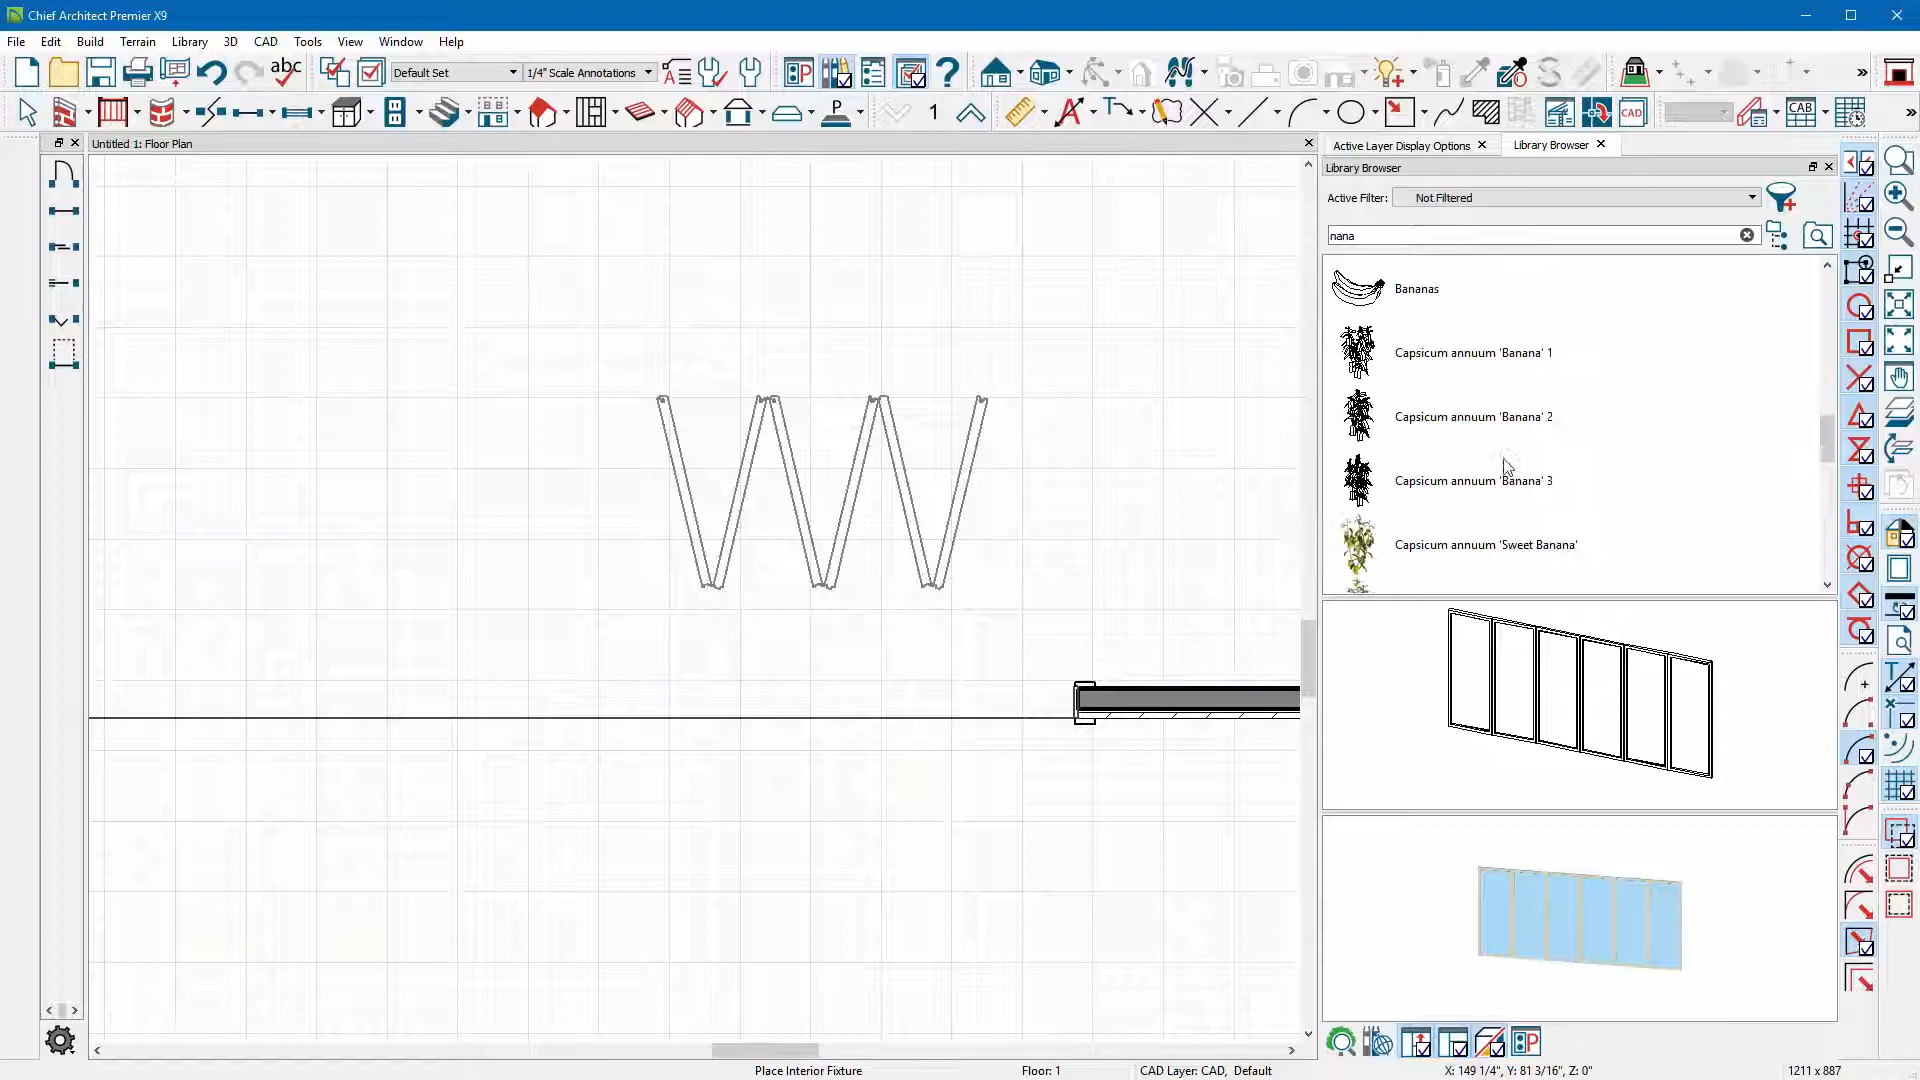 Chief Architect Premier X9
File Edit Build Terrain Library 3D CAD Tools View Window Help
abc
Default Set
1/4" Scale Annotations
P
1
A
CAD
CAB
Untitled 1: Floor Plan
Active Layer Display Options
Library Browser
Library Browser
Active Filter:
Not Filtered
nana
Bananas
Capsicum annuum 'Banana' 1
Capsicum annuum 'Banana' 2
Capsicum annuum 'Banana' 3
Capsicum annuum 'Sweet Banana'
Place Interior Fixture
Floor: 1
CAD Layer: CAD, Default
X: 149 1/4", Y: 81 3/16", Z: 0"
1211 x 887